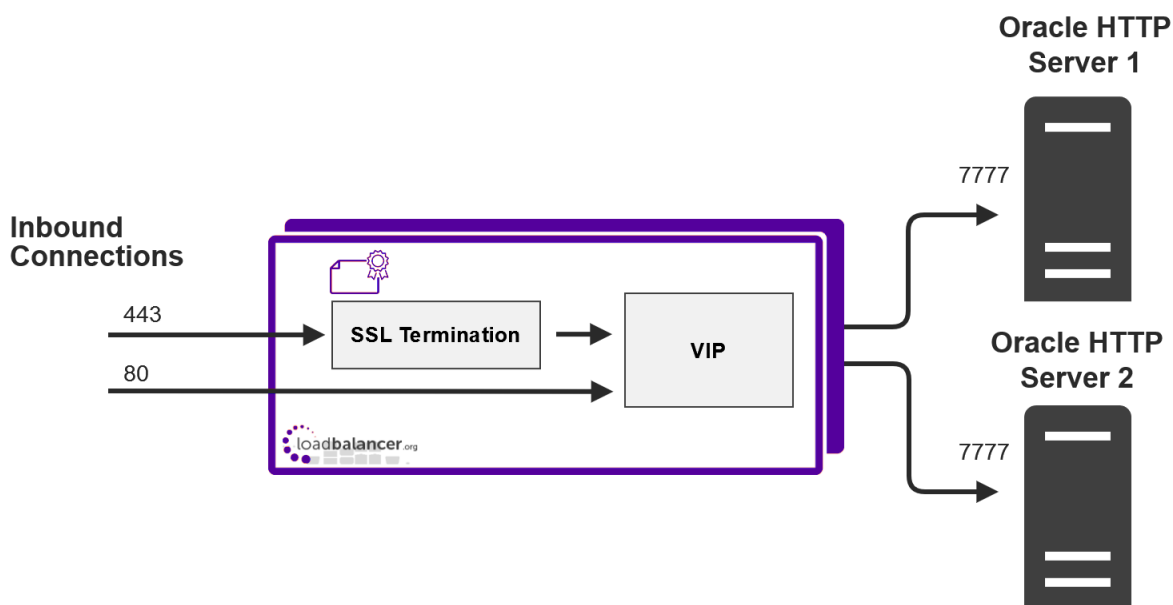 Oracle HTTP
Server 1
7777
Inbound
Connections
443
SSL Termination
VIP
80
Oracle HTTP
Server 2
7777
loadbalancer.org